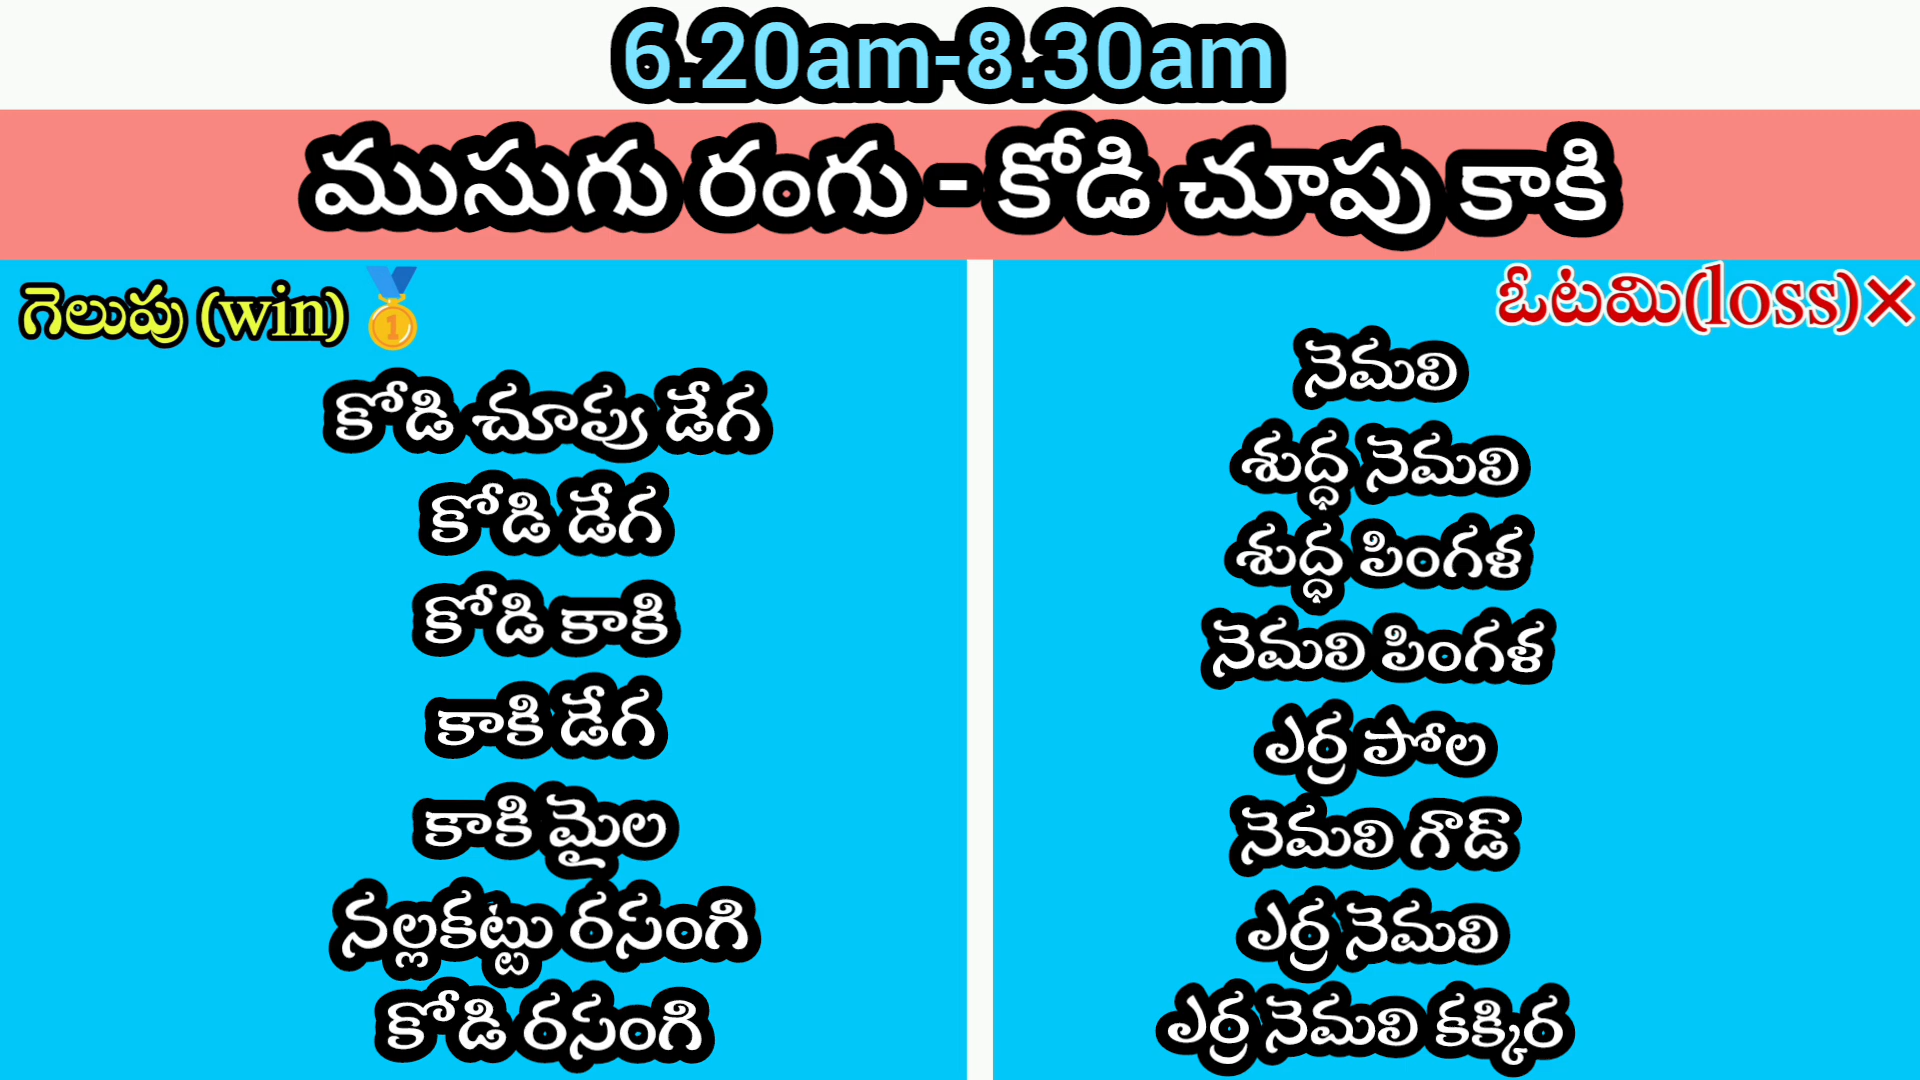 6.20am-8.30am
ముసుగు రంగు - కోడి చూపు కాకి
గెలుపు (win)
కోడి చూపు డేగ
కోడి డేగ
కోడి కాకి
కాకి డేగ
కాకి మైల
నల్లకట్టు రసంగి
కోడి రసంగి
ఓటమి(loss)×
నెమలి
శుద్ధ నెమలి
శుద్ధ పింగళ
నెమలి పింగళ
ఎర్ర పోల
నెమలి గౌడ్
ఎర్ర నెమలి
ఎర్ర నెమలి కక్కిర